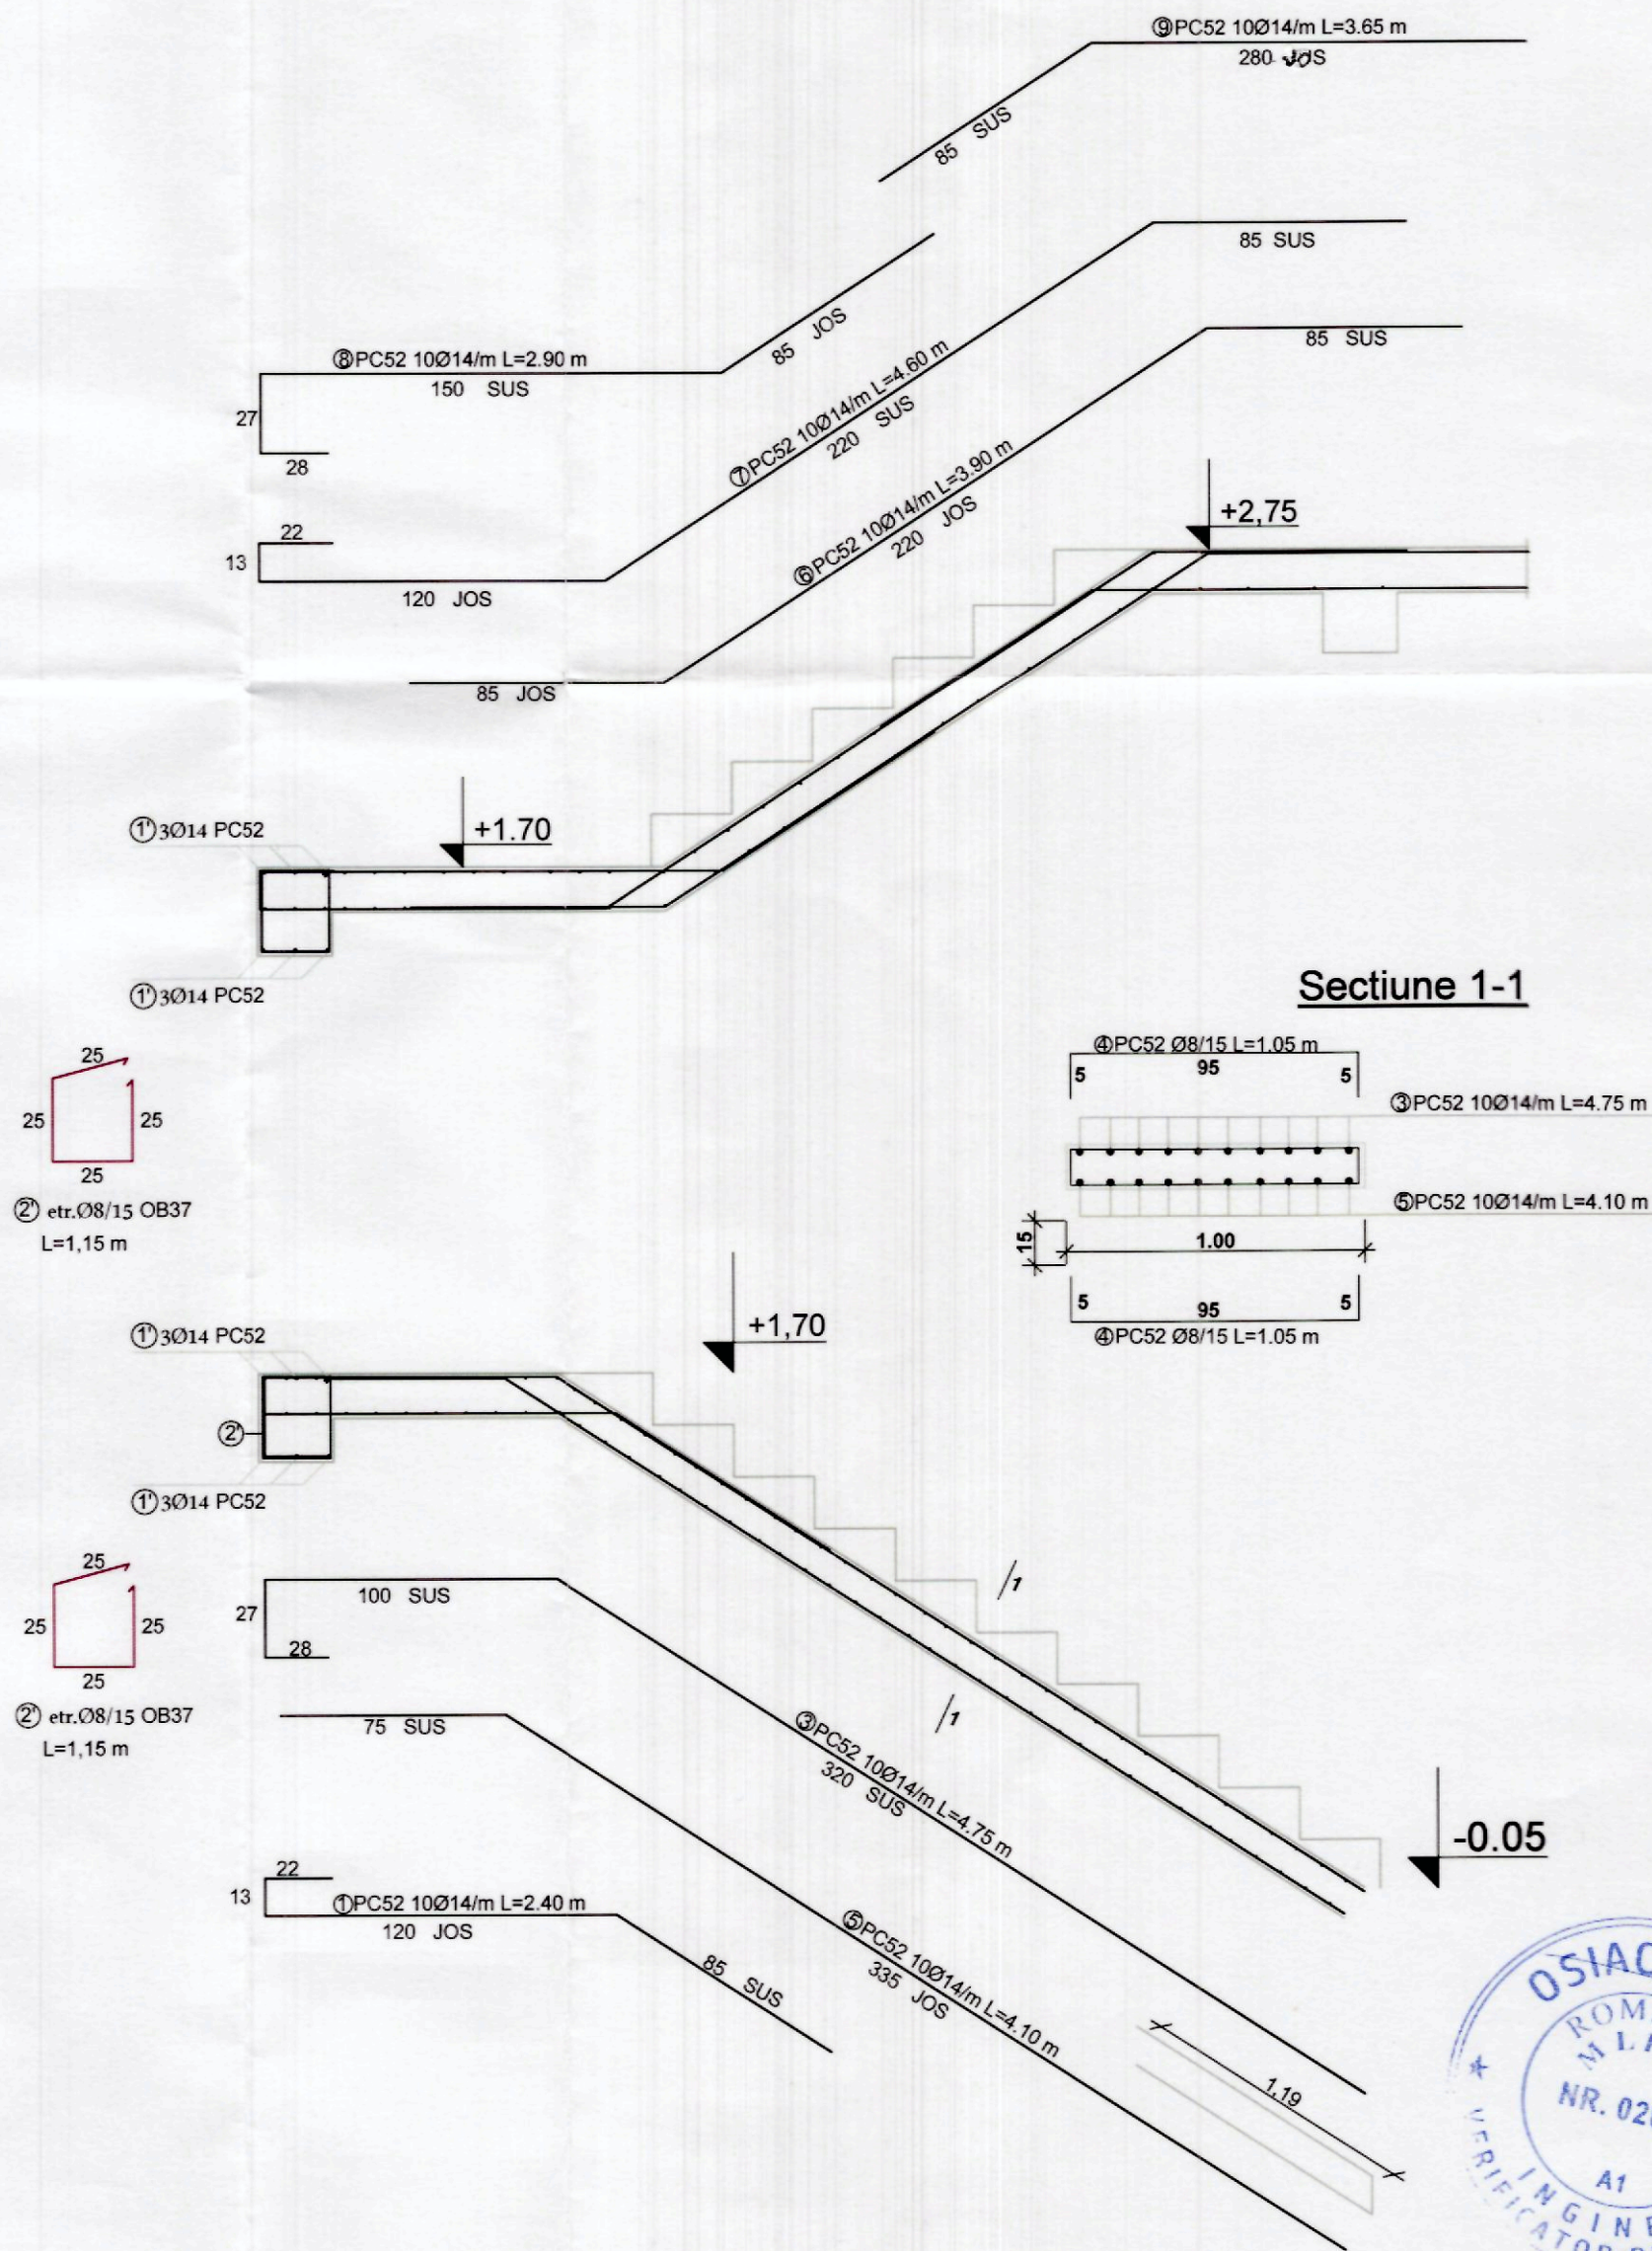 ⑨PC52 10Ø14/m L=3.65 m
280 JOS
85 SUS
85 SUS
85 JOS
85 SUS
⑧PC52 10Ø14/m L=2.90 m
150 SUS
27
28
⑦PC52 10Ø14/m L=4.60 m
220 SUS
⑥PC52 10Ø14/m L=3.90 m
220 JOS
+2,75
22
13
120 JOS
85 JOS
①' 3Ø14 PC52
+1.70
①' 3Ø14 PC52
Sectiune 1-1
④PC52 Ø8/15 L=1.05 m
5 95 5
③PC52 10Ø14/m L=4.75 m
⑤PC52 10Ø14/m L=4.10 m
15
1.00
5 95 5
④PC52 Ø8/15 L=1.05 m
25
25 25
25
②' etr.Ø8/15 OB37
L=1,15 m
+1,70
①' 3Ø14 PC52
②'
①' 3Ø14 PC52
25
25 25
25
②' etr.Ø8/15 OB37
L=1,15 m
100 SUS
27
28
1
1
75 SUS
③PC52 10Ø14/m L=4.75 m
320 SUS
-0.05
22
13
①PC52 10Ø14/m L=2.40 m
120 JOS
85 SUS
⑤PC52 10Ø14/m L=4.10 m
335 JOS
1,19
OSIAC
ROM
NR. 02
A1